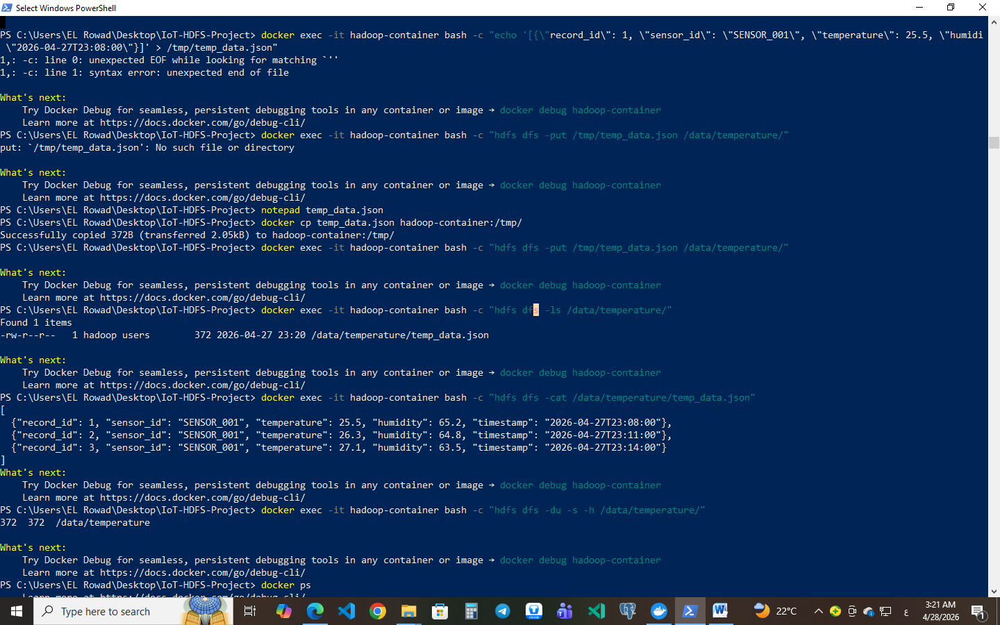 Select Windows PowerShell
PS C:\Users\EL Rowad\Desktop\IoT-HDFS-Project> docker exec -it hadoop-container bash -c "echo '[{\"record_id\": 1, \"sensor_id\": \"SENSOR_001\", \"temperature\": 25.5, \"humidi
\"2026-04-27T23:08:00\"}]' > /tmp/temp_data.json"
1,: -c: line 0: unexpected EOF while looking for matching `''
1,: -c: line 1: syntax error: unexpected end of file
What's next:
Try Docker Debug for seamless, persistent debugging tools in any container or image → docker debug hadoop-container
Learn more at https://docs.docker.com/go/debug-cli/
PS C:\Users\EL Rowad\Desktop\IoT-HDFS-Project> docker exec -it hadoop-container bash -c "hdfs dfs -put /tmp/temp_data.json /data/temperature/"
put: `/tmp/temp_data.json': No such file or directory
What's next:
Try Docker Debug for seamless, persistent debugging tools in any container or image → docker debug hadoop-container
Learn more at https://docs.docker.com/go/debug-cli/
PS C:\Users\EL Rowad\Desktop\IoT-HDFS-Project> notepad temp_data.json
PS C:\Users\EL Rowad\Desktop\IoT-HDFS-Project> docker cp temp_data.json hadoop-container:/tmp/
Successfully copied 372B (transferred 2.05kB) to hadoop-container:/tmp/
PS C:\Users\EL Rowad\Desktop\IoT-HDFS-Project> docker exec -it hadoop-container bash -c "hdfs dfs -put /tmp/temp_data.json /data/temperature/"
What's next:
Try Docker Debug for seamless, persistent debugging tools in any container or image → docker debug hadoop-container
Learn more at https://docs.docker.com/go/debug-cli/
PS C:\Users\EL Rowad\Desktop\IoT-HDFS-Project> docker exec -it hadoop-container bash -c "hdfs dfs -ls /data/temperature/"
Found 1 items
-rw-r--r--   1 hadoop users        372 2026-04-27 23:20 /data/temperature/temp_data.json
What's next:
Try Docker Debug for seamless, persistent debugging tools in any container or image → docker debug hadoop-container
Learn more at https://docs.docker.com/go/debug-cli/
PS C:\Users\EL Rowad\Desktop\IoT-HDFS-Project> docker exec -it hadoop-container bash -c "hdfs dfs -cat /data/temperature/temp_data.json"
[
{"record_id": 1, "sensor_id": "SENSOR_001", "temperature": 25.5, "humidity": 65.2, "timestamp": "2026-04-27T23:08:00"},
{"record_id": 2, "sensor_id": "SENSOR_001", "temperature": 26.3, "humidity": 64.8, "timestamp": "2026-04-27T23:11:00"},
{"record_id": 3, "sensor_id": "SENSOR_001", "temperature": 27.1, "humidity": 63.5, "timestamp": "2026-04-27T23:14:00"}
]
What's next:
Try Docker Debug for seamless, persistent debugging tools in any container or image → docker debug hadoop-container
Learn more at https://docs.docker.com/go/debug-cli/
PS C:\Users\EL Rowad\Desktop\IoT-HDFS-Project> docker exec -it hadoop-container bash -c "hdfs dfs -du -s -h /data/temperature/"
372  372  /data/temperature
What's next:
Try Docker Debug for seamless, persistent debugging tools in any container or image → docker debug hadoop-container
Learn more at https://docs.docker.com/go/debug-cli/
PS C:\Users\EL Rowad\Desktop\IoT-HDFS-Project> docker ps
Learn more at https://docs.docker.com/go/debug-cli/
Type here to search
22°C
ع
3:21 AM
4/28/2026
1